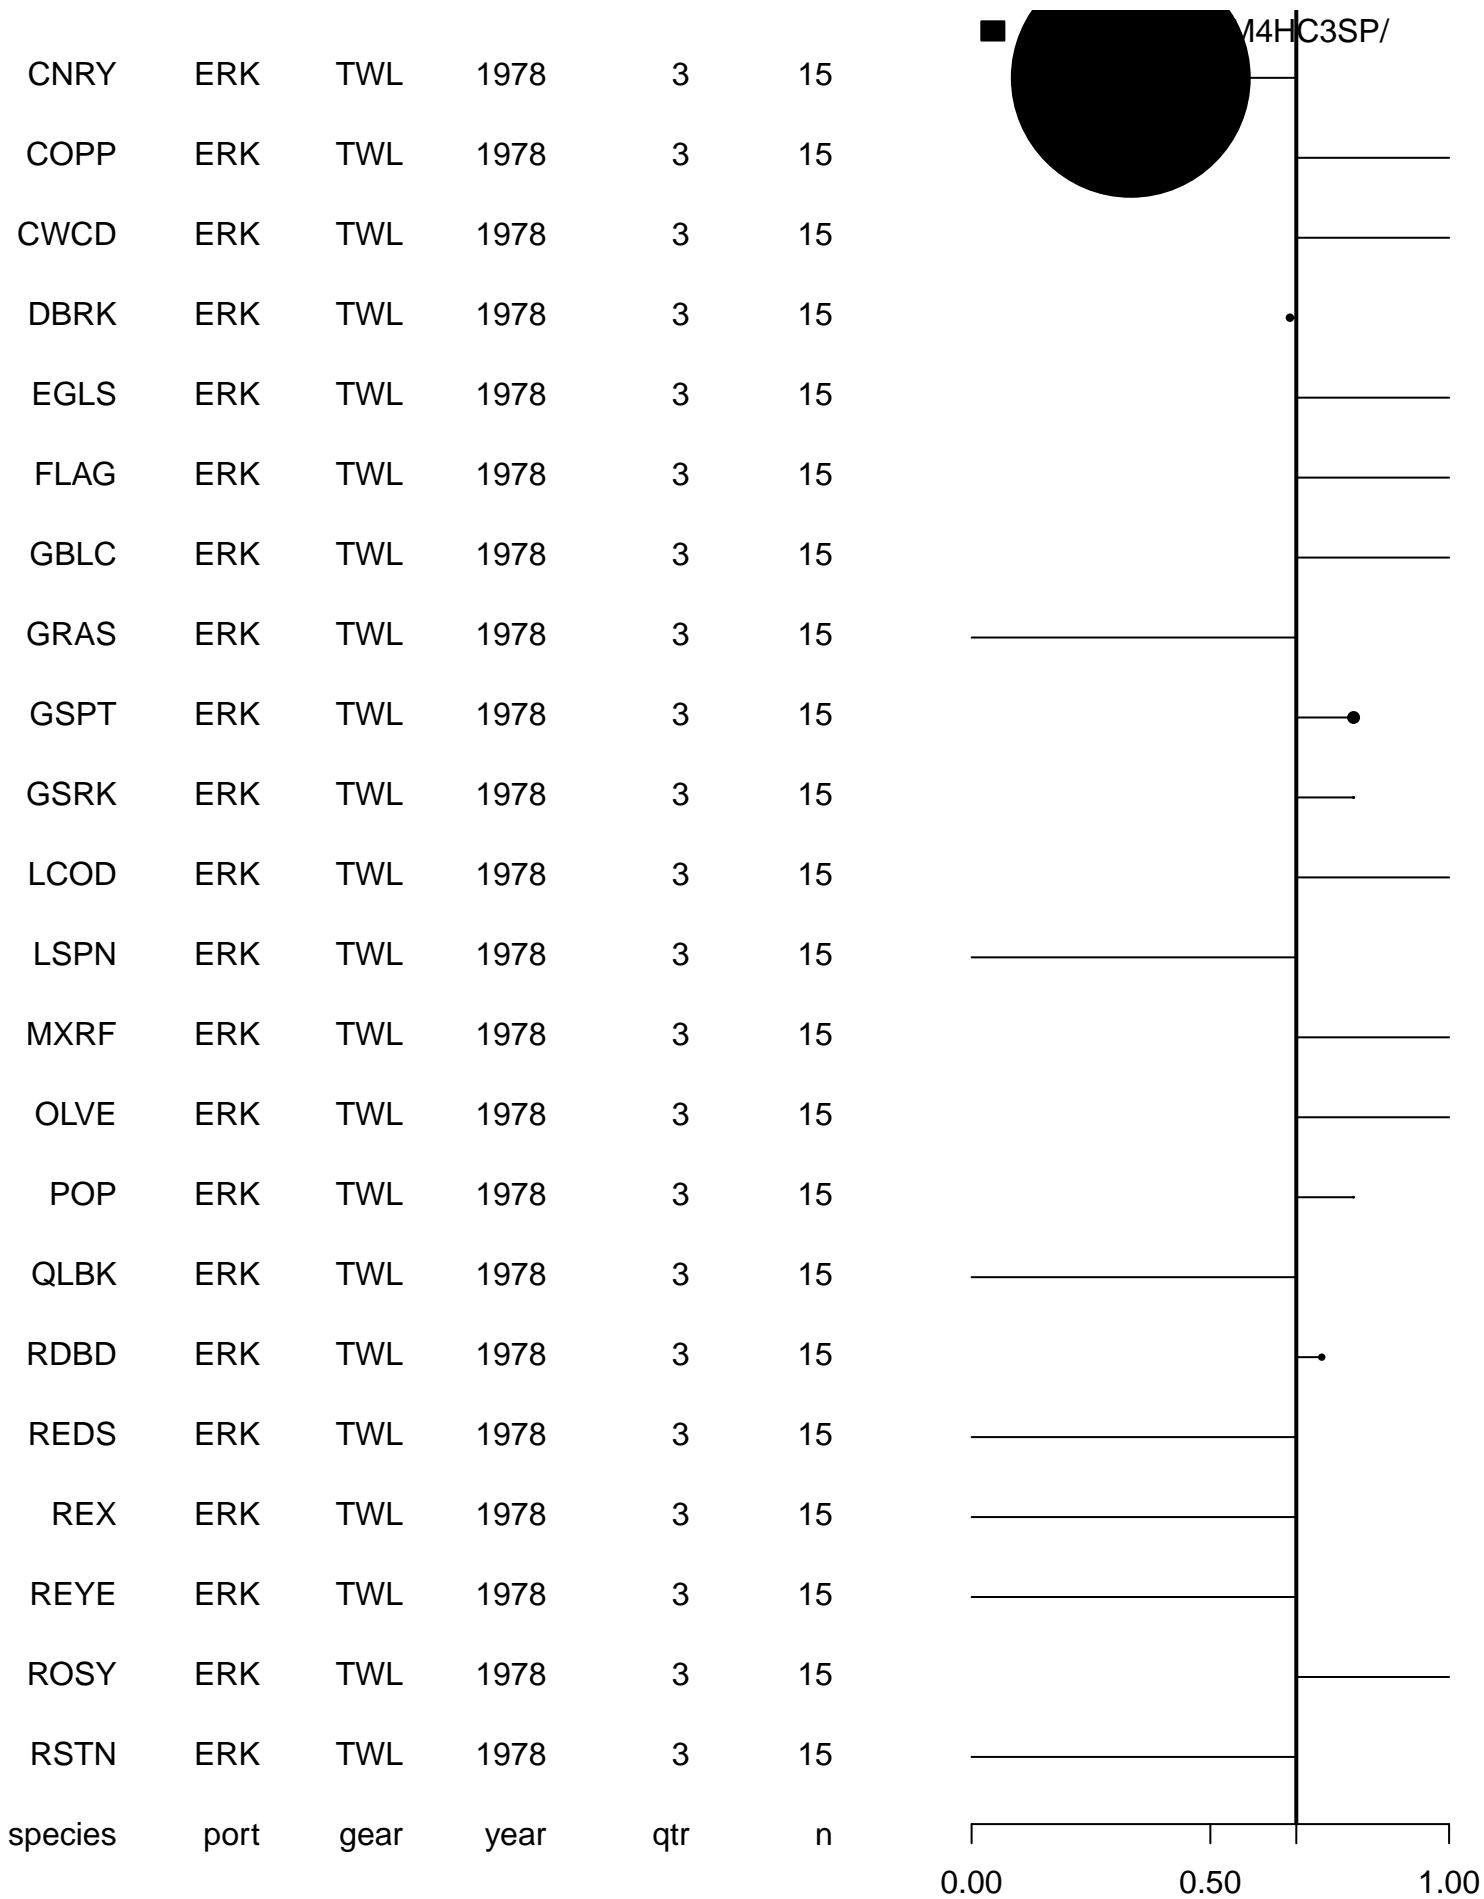 M4HC3SP/
CNRY ERK TWL 1978 3 15
COPP ERK TWL 1978 3 15
CWCD ERK TWL 1978 3 15
DBRK ERK TWL 1978 3 15
EGLS ERK TWL 1978 3 15
FLAG ERK TWL 1978 3 15
GBLC ERK TWL 1978 3 15
GRAS ERK TWL 1978 3 15
GSPT ERK TWL 1978 3 15
GSRK ERK TWL 1978 3 15
LCOD ERK TWL 1978 3 15
LSPN ERK TWL 1978 3 15
MXRF ERK TWL 1978 3 15
OLVE ERK TWL 1978 3 15
POP ERK TWL 1978 3 15
QLBK ERK TWL 1978 3 15
RDBD ERK TWL 1978 3 15
REDS ERK TWL 1978 3 15
REX ERK TWL 1978 3 15
REYE ERK TWL 1978 3 15
ROSY ERK TWL 1978 3 15
RSTN ERK TWL 1978 3 15
species port gear year qtr n
0.00 0.50 1.00